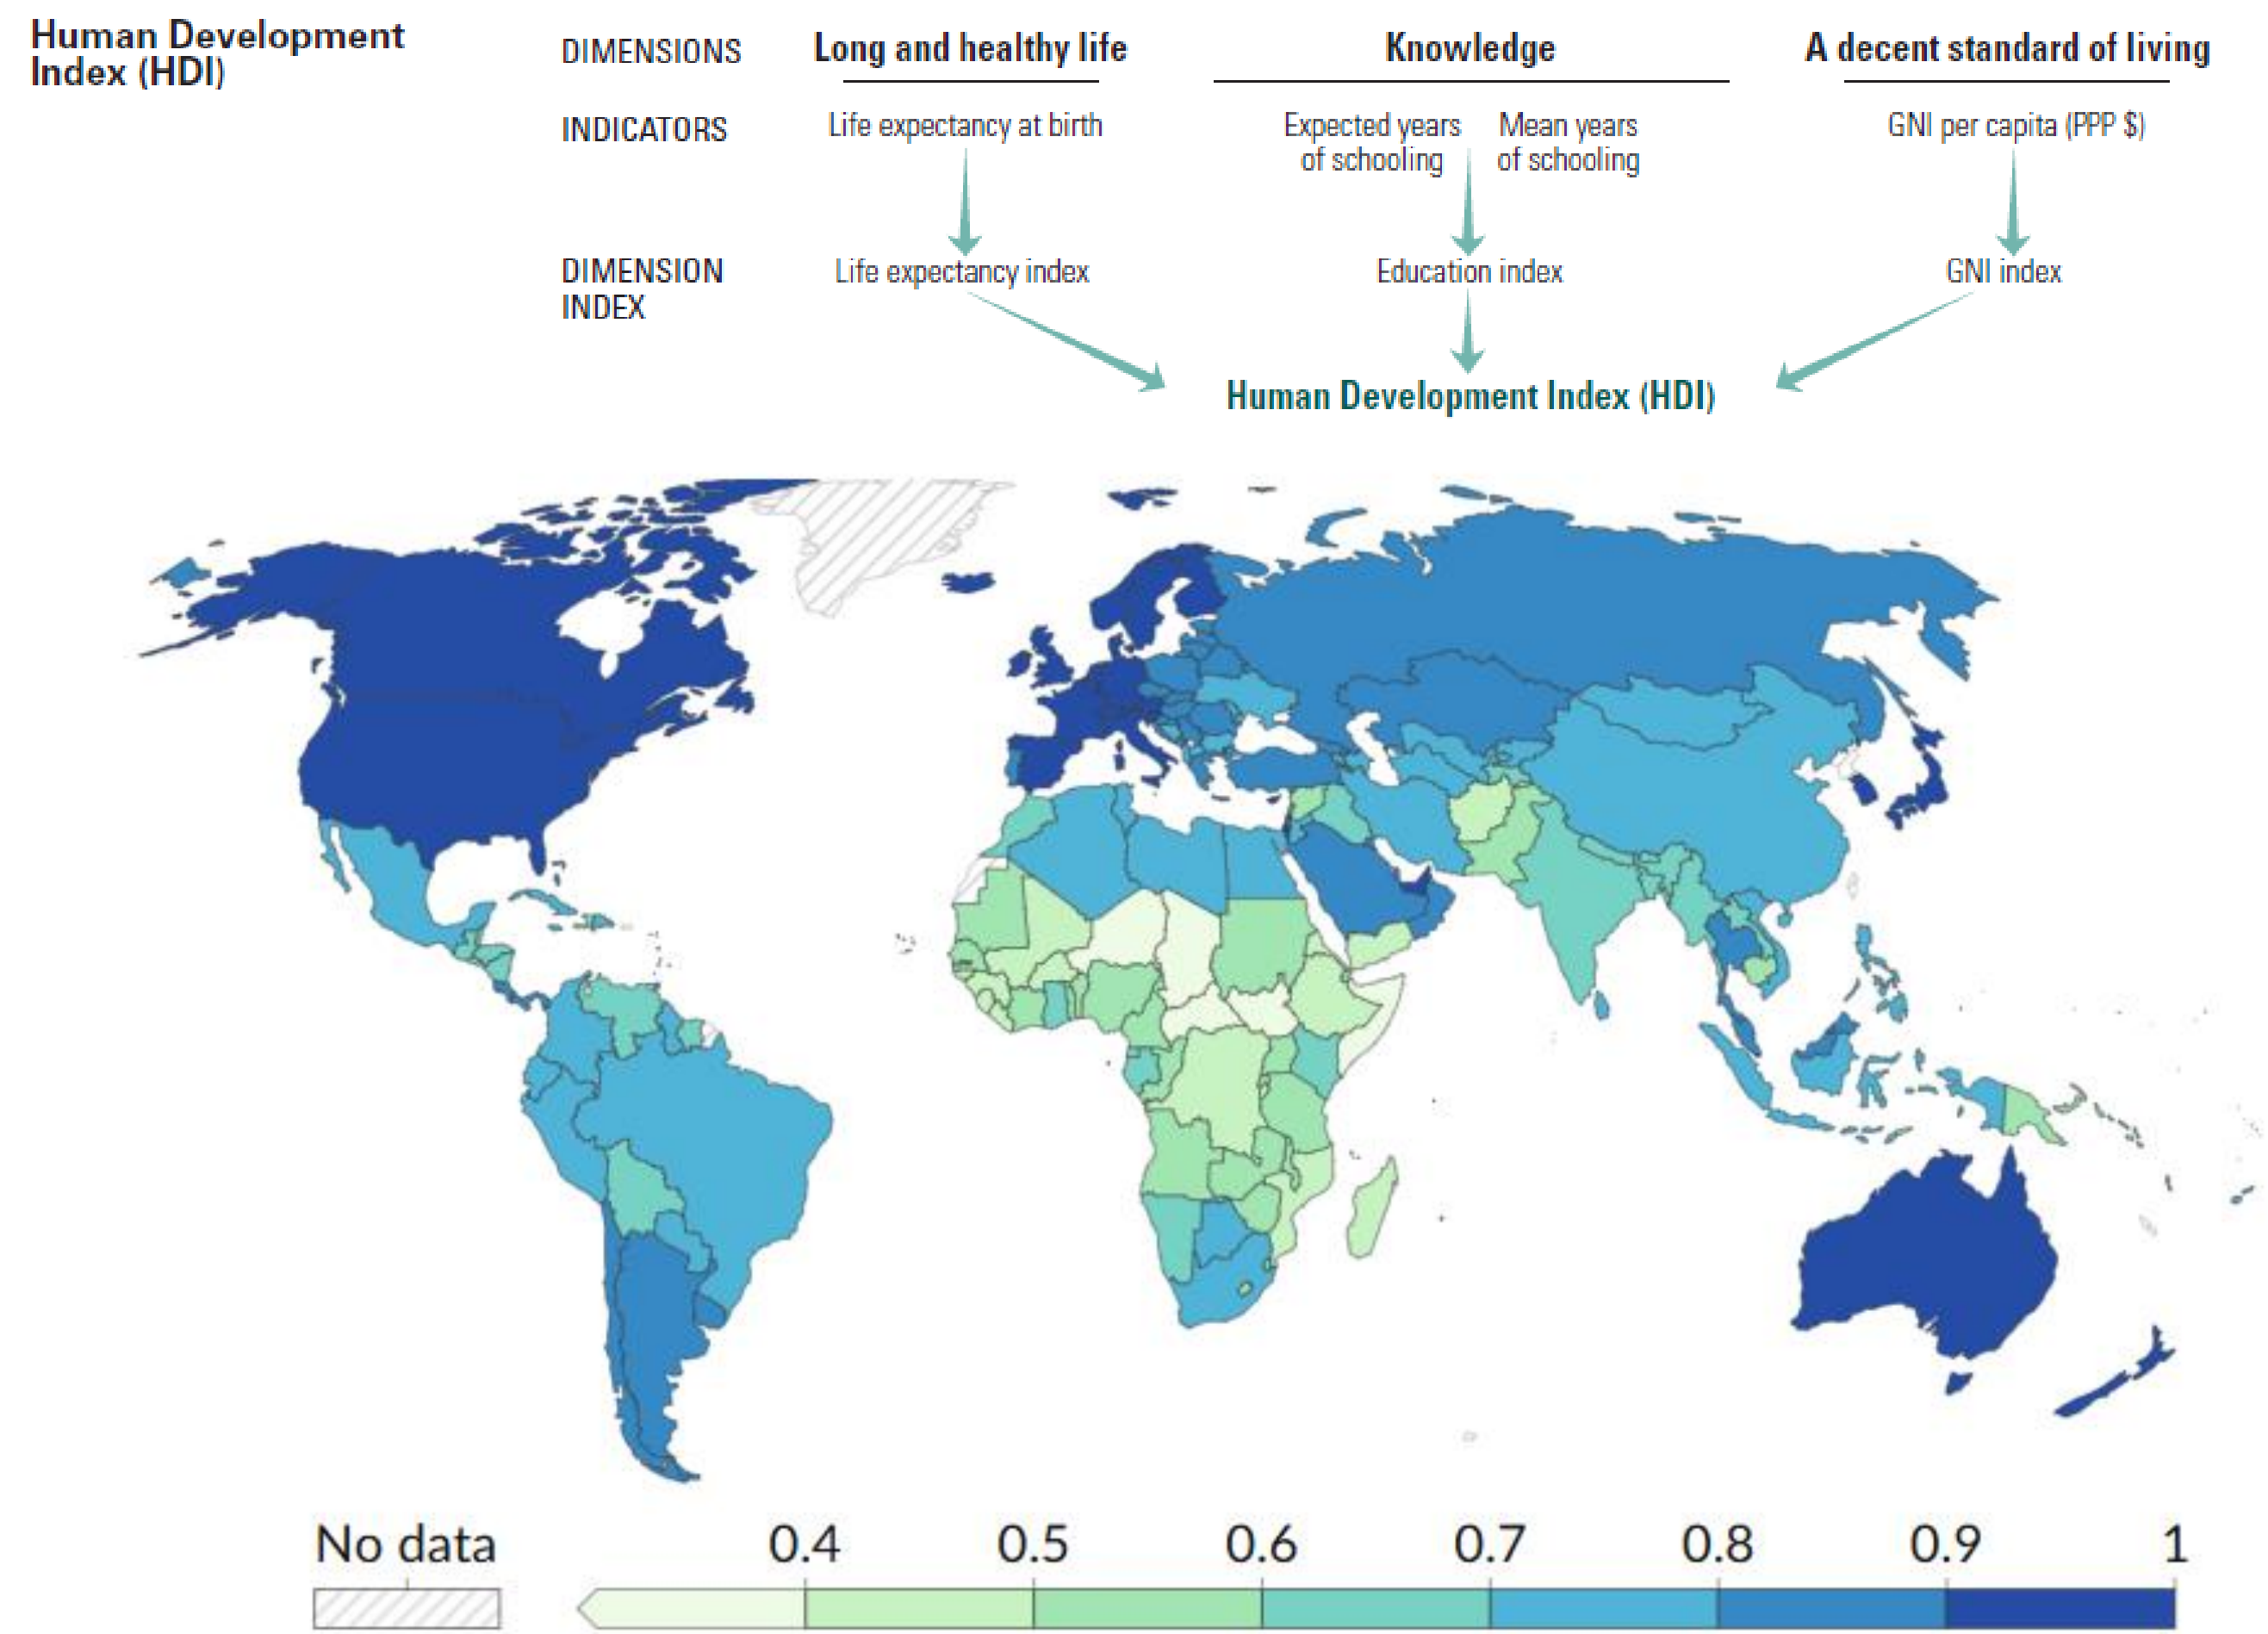 Human Development
Index (HDI)
DIMENSIONS
Long and healthy life
Knowledge
A decent standard of living
INDICATORS
Life expectancy at birth
Expected years
of schooling
Mean years
of schooling
GNI per capita (PPP $)
DIMENSION
INDEX
Life expectancy index
Education index
GNI index
Human Development Index (HDI)
No data
0.4
0.5
0.6
0.7
0.8
0.9
1